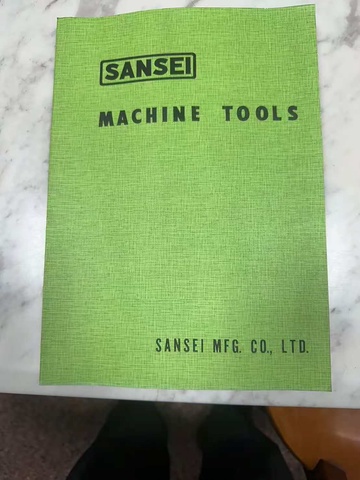 SANSEI
MACHINE TOOLS
SANSEI MFG. CO., LTD.